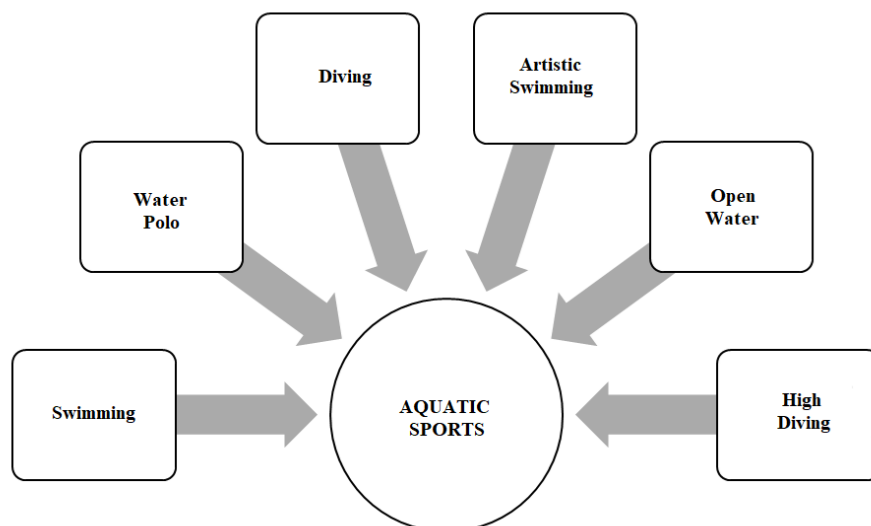 Diving
Artistic
Swimming
Water
Polo
Open
Water
Swimming
AQUATIC
SPORTS
High
Diving